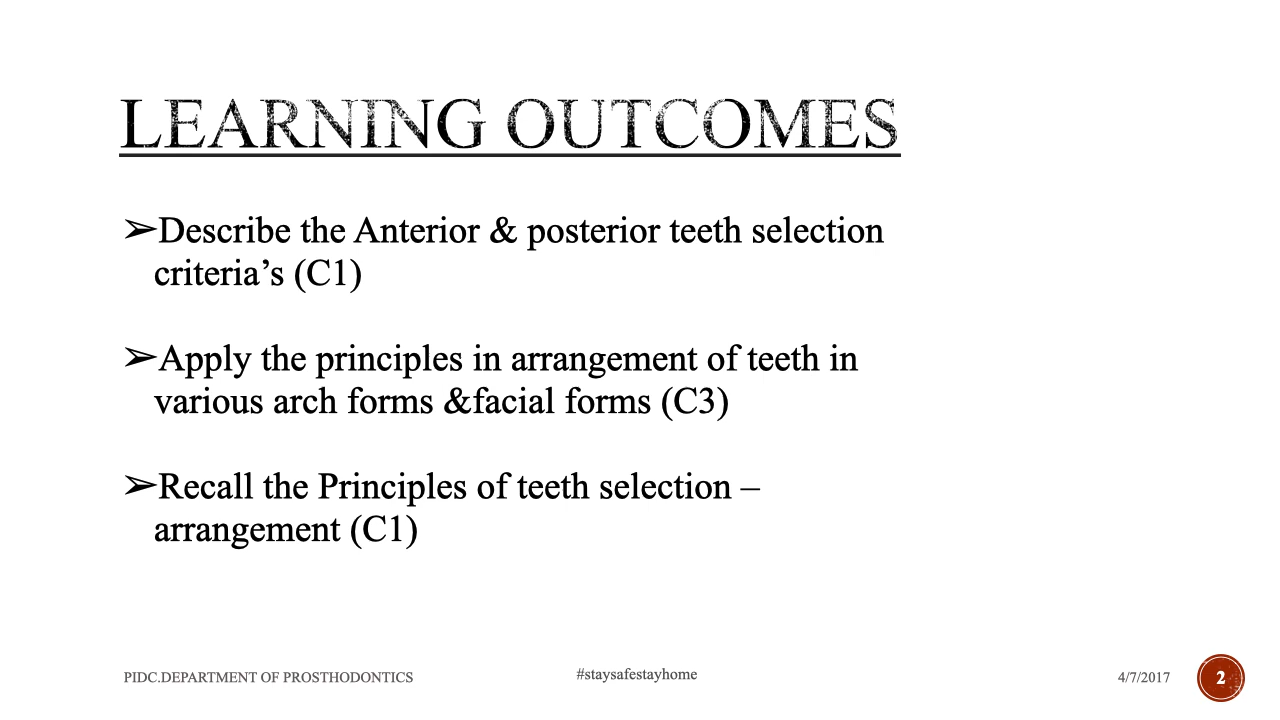 LEARNING OUTCOMES
➢Describe the Anterior & posterior teeth selection
criteria’s (C1)
➢Apply the principles in arrangement of teeth in
various arch forms &facial forms (C3)
➢Recall the Principles of teeth selection –
arrangement (C1)
PIDC.DEPARTMENT OF PROSTHODONTICS
#staysafestayhome
4/7/2017
2